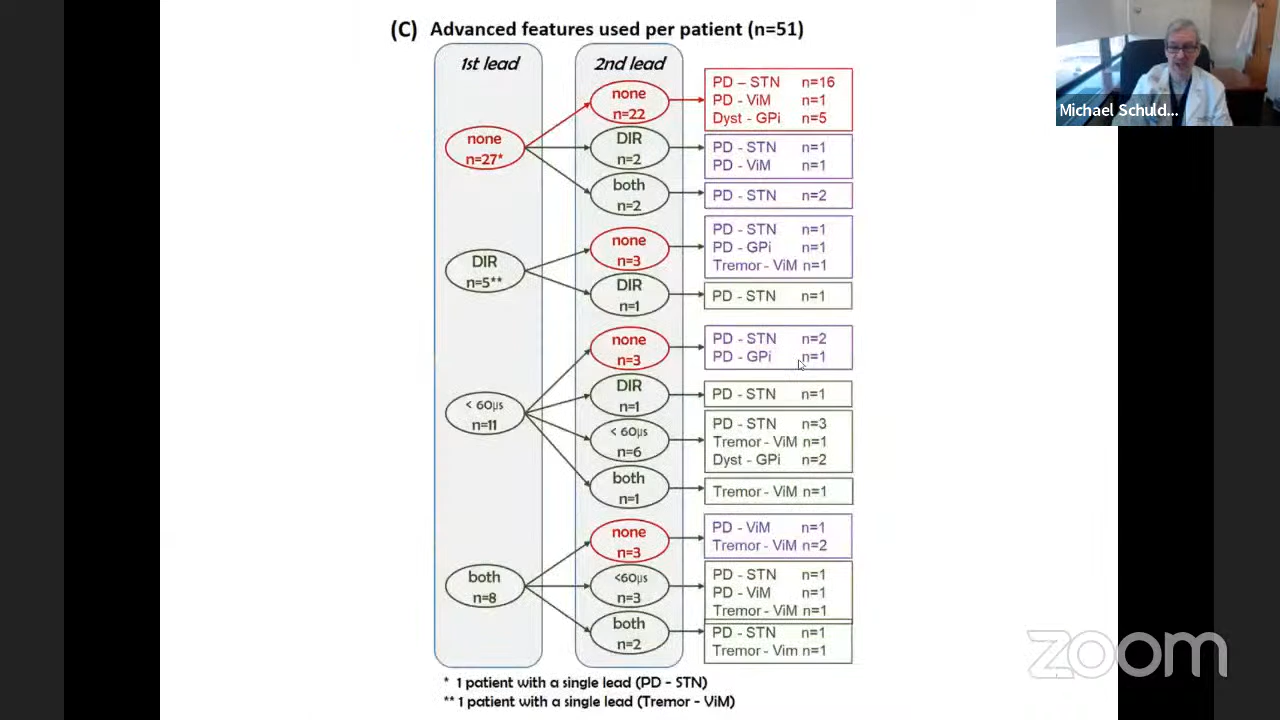 (C) Advanced features used per patient (n=51)
1st lead
2nd lead
none
n=27*
none
n=22
PD – STN n=16
PD - ViM n=1
Dyst - GPi n=5
DIR
n=2
PD - STN n=1
PD - ViM n=1
both
n=2
PD - STN n=2
DIR
n=5**
none
n=3
PD - STN n=1
PD - GPi n=1
Tremor - ViM n=1
DIR
n=1
PD - STN n=1
< 60µs
n=11
none
n=3
PD - STN n=2
PD - GPi n=1
DIR
n=1
PD - STN n=1
< 60µs
n=6
PD - STN n=3
Tremor - ViM n=1
Dyst - GPi n=2
both
n=1
Tremor - ViM n=1
both
n=8
none
n=3
PD - ViM n=1
Tremor - ViM n=2
<60µs
n=3
PD - STN n=1
PD - ViM n=1
Tremor - ViM n=1
both
n=2
PD - STN n=1
Tremor - Vim n=1
* 1 patient with a single lead (PD - STN)
** 1 patient with a single lead (Tremor - ViM)
Michael Schuld...
zoom